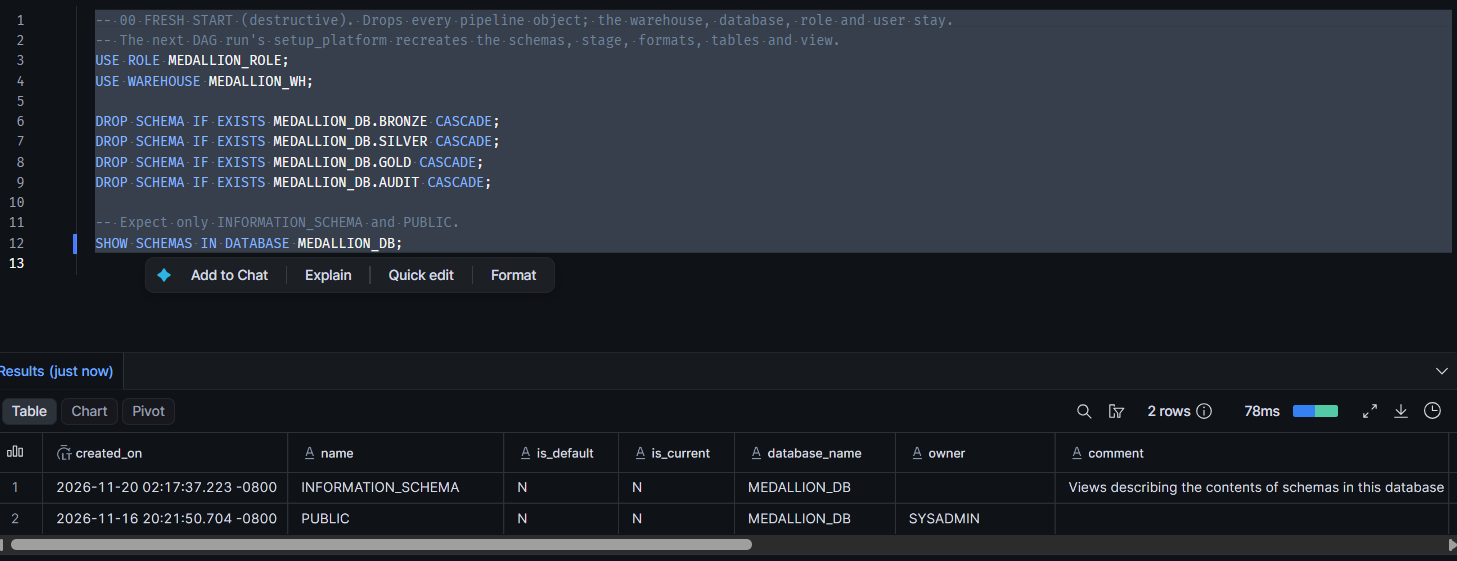 1 -- 00 FRESH START (destructive). Drops every pipeline object; the warehouse, database, role and user stay.
2 -- The next DAG run's setup_platform recreates the schemas, stage, formats, tables and view.
3 USE ROLE MEDALLION_ROLE;
4 USE WAREHOUSE MEDALLION_WH;
5
6 DROP SCHEMA IF EXISTS MEDALLION_DB.BRONZE CASCADE;
7 DROP SCHEMA IF EXISTS MEDALLION_DB.SILVER CASCADE;
8 DROP SCHEMA IF EXISTS MEDALLION_DB.GOLD CASCADE;
9 DROP SCHEMA IF EXISTS MEDALLION_DB.AUDIT CASCADE;
10
11 -- Expect only INFORMATION_SCHEMA and PUBLIC.
12 SHOW SCHEMAS IN DATABASE MEDALLION_DB;
13
Add to Chat Explain Quick edit Format
Results (just now)
Table Chart Pivot 2 rows 78ms
created_on name is_default is_current database_name owner comment
1 2026-11-20 02:17:37.223 -0800 INFORMATION_SCHEMA N N MEDALLION_DB Views describing the contents of schemas in this database
2 2026-11-16 20:21:50.704 -0800 PUBLIC N N MEDALLION_DB SYSADMIN